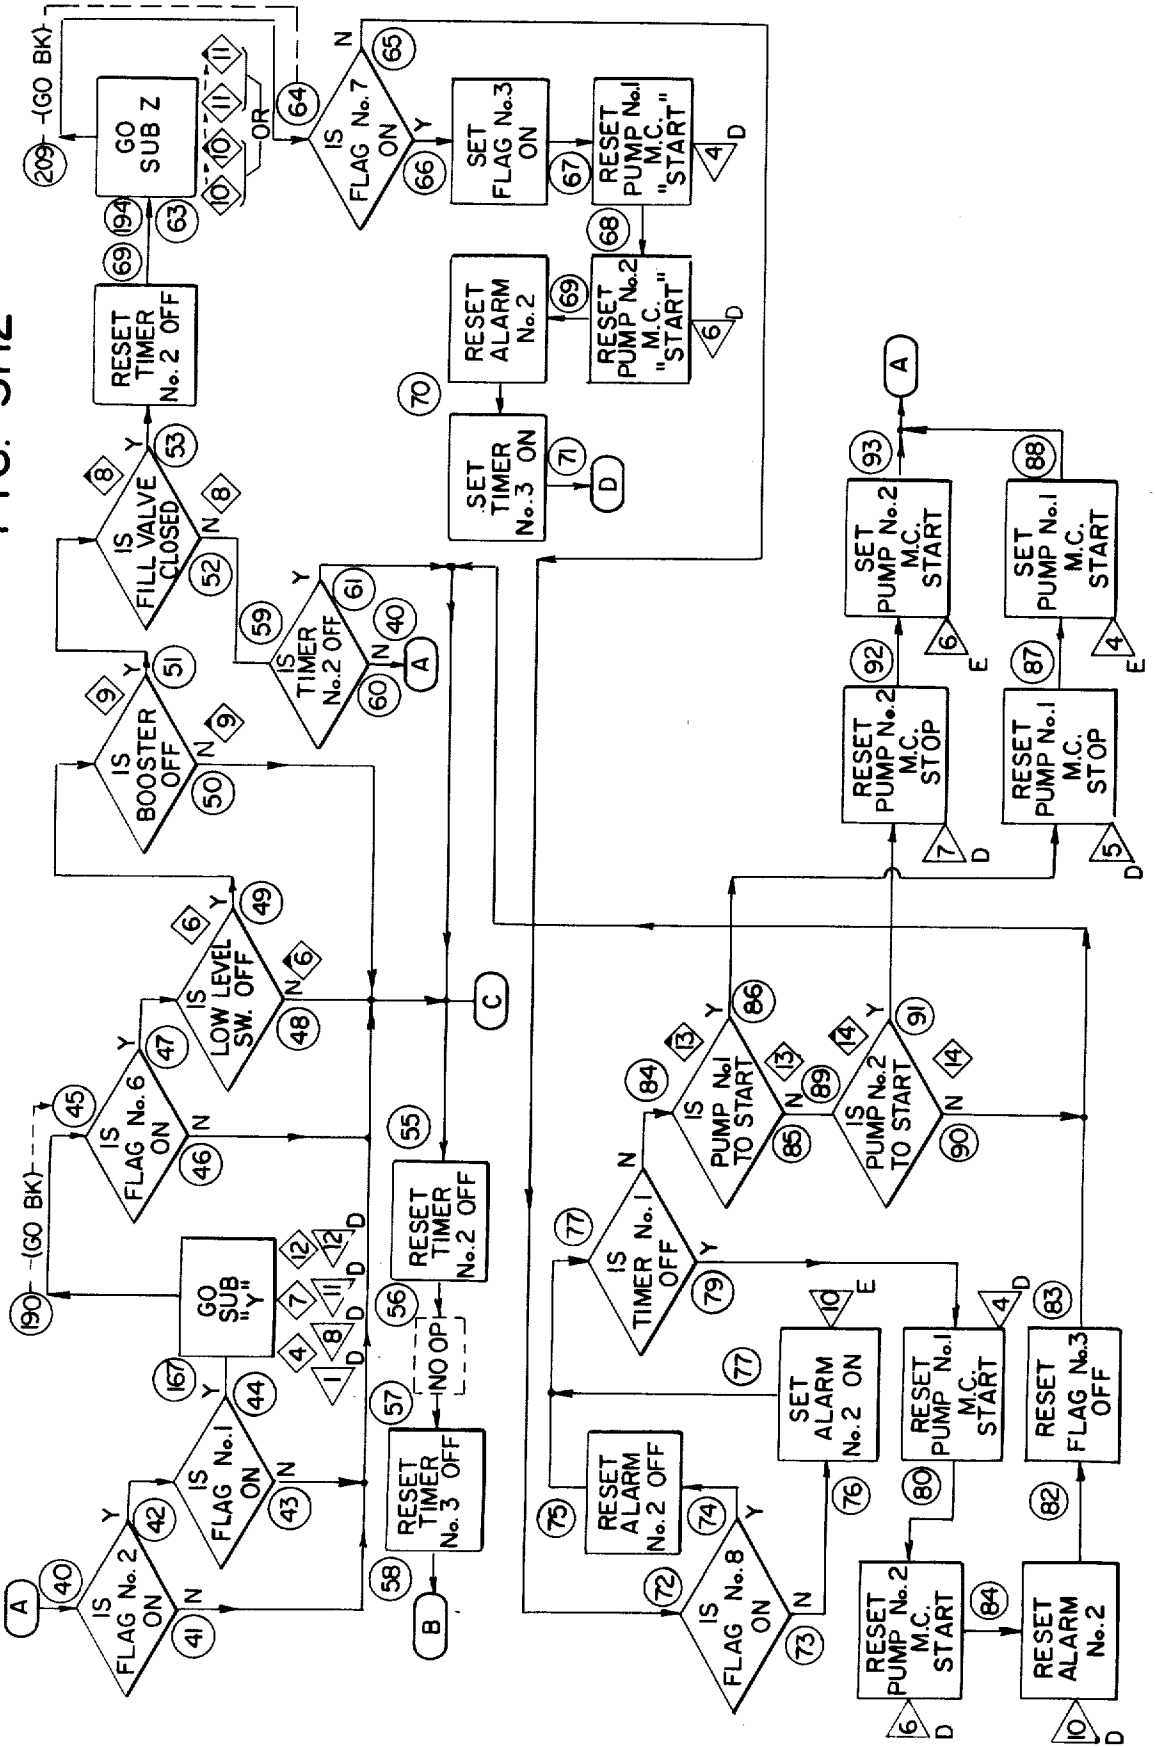 A
40
IS
FLAG No. 2
ON
N
41
Y
42
IS
FLAG No.1
ON
N
43
Y
44
167
GO
SUB
"Y"
4
7
12
1
D
8
D
11
D
12
D
190
(GO BK)
45
IS
FLAG No. 6
ON
N
46
Y
47
IS
LOW LEVEL
SW. OFF
6
6
N
48
Y
49
IS
BOOSTER
OFF
9
9
N
50
Y
51
IS
FILL VALVE
CLOSED
8
8
N
52
Y
53
RESET
TIMER
No. 2 OFF
69
194
63
GO
SUB Z
10
10
11
11
OR
209
(GO BK)
64
IS
FLAG No. 7
ON
N
65
Y
66
SET
FLAG No.3
ON
67
RESET
PUMP No.1
M.C.
"START"
4
D
68
RESET
PUMP No.2
M.C.
"START"
6
D
69
RESET
ALARM
No.2
70
SET
TIMER
No.3 ON
71
D
59
IS
TIMER
No.2 OFF
Y
61
N
60
40
A
C
55
RESET
TIMER
No.2 OFF
56
NO OP
57
RESET
TIMER
No. 3 OFF
58
B
72
IS
FLAG No.8
ON
N
73
Y
74
RESET
ALARM
No.2 OFF
75
76
SET
ALARM
No.2 ON
10
E
77
77
IS
TIMER No. 1
OFF
Y
79
N
84
IS
PUMP No.1
TO START
13
13
N
85
Y
86
89
IS
PUMP No.2
TO START
14
14
N
90
Y
91
RESET
PUMP No.1
M.C.
START
4
D
80
RESET
PUMP No. 2
M.C.
START
6
D
84
RESET
ALARM
No.2
10
D
82
RESET
FLAG No.3
OFF
83
RESET
PUMP No.2
M.C.
STOP
7
D
92
SET
PUMP No.2
M.C.
START
6
E
93
RESET
PUMP No.1
M.C.
STOP
5
D
87
SET
PUMP No.1
M.C.
START
4
E
88
A